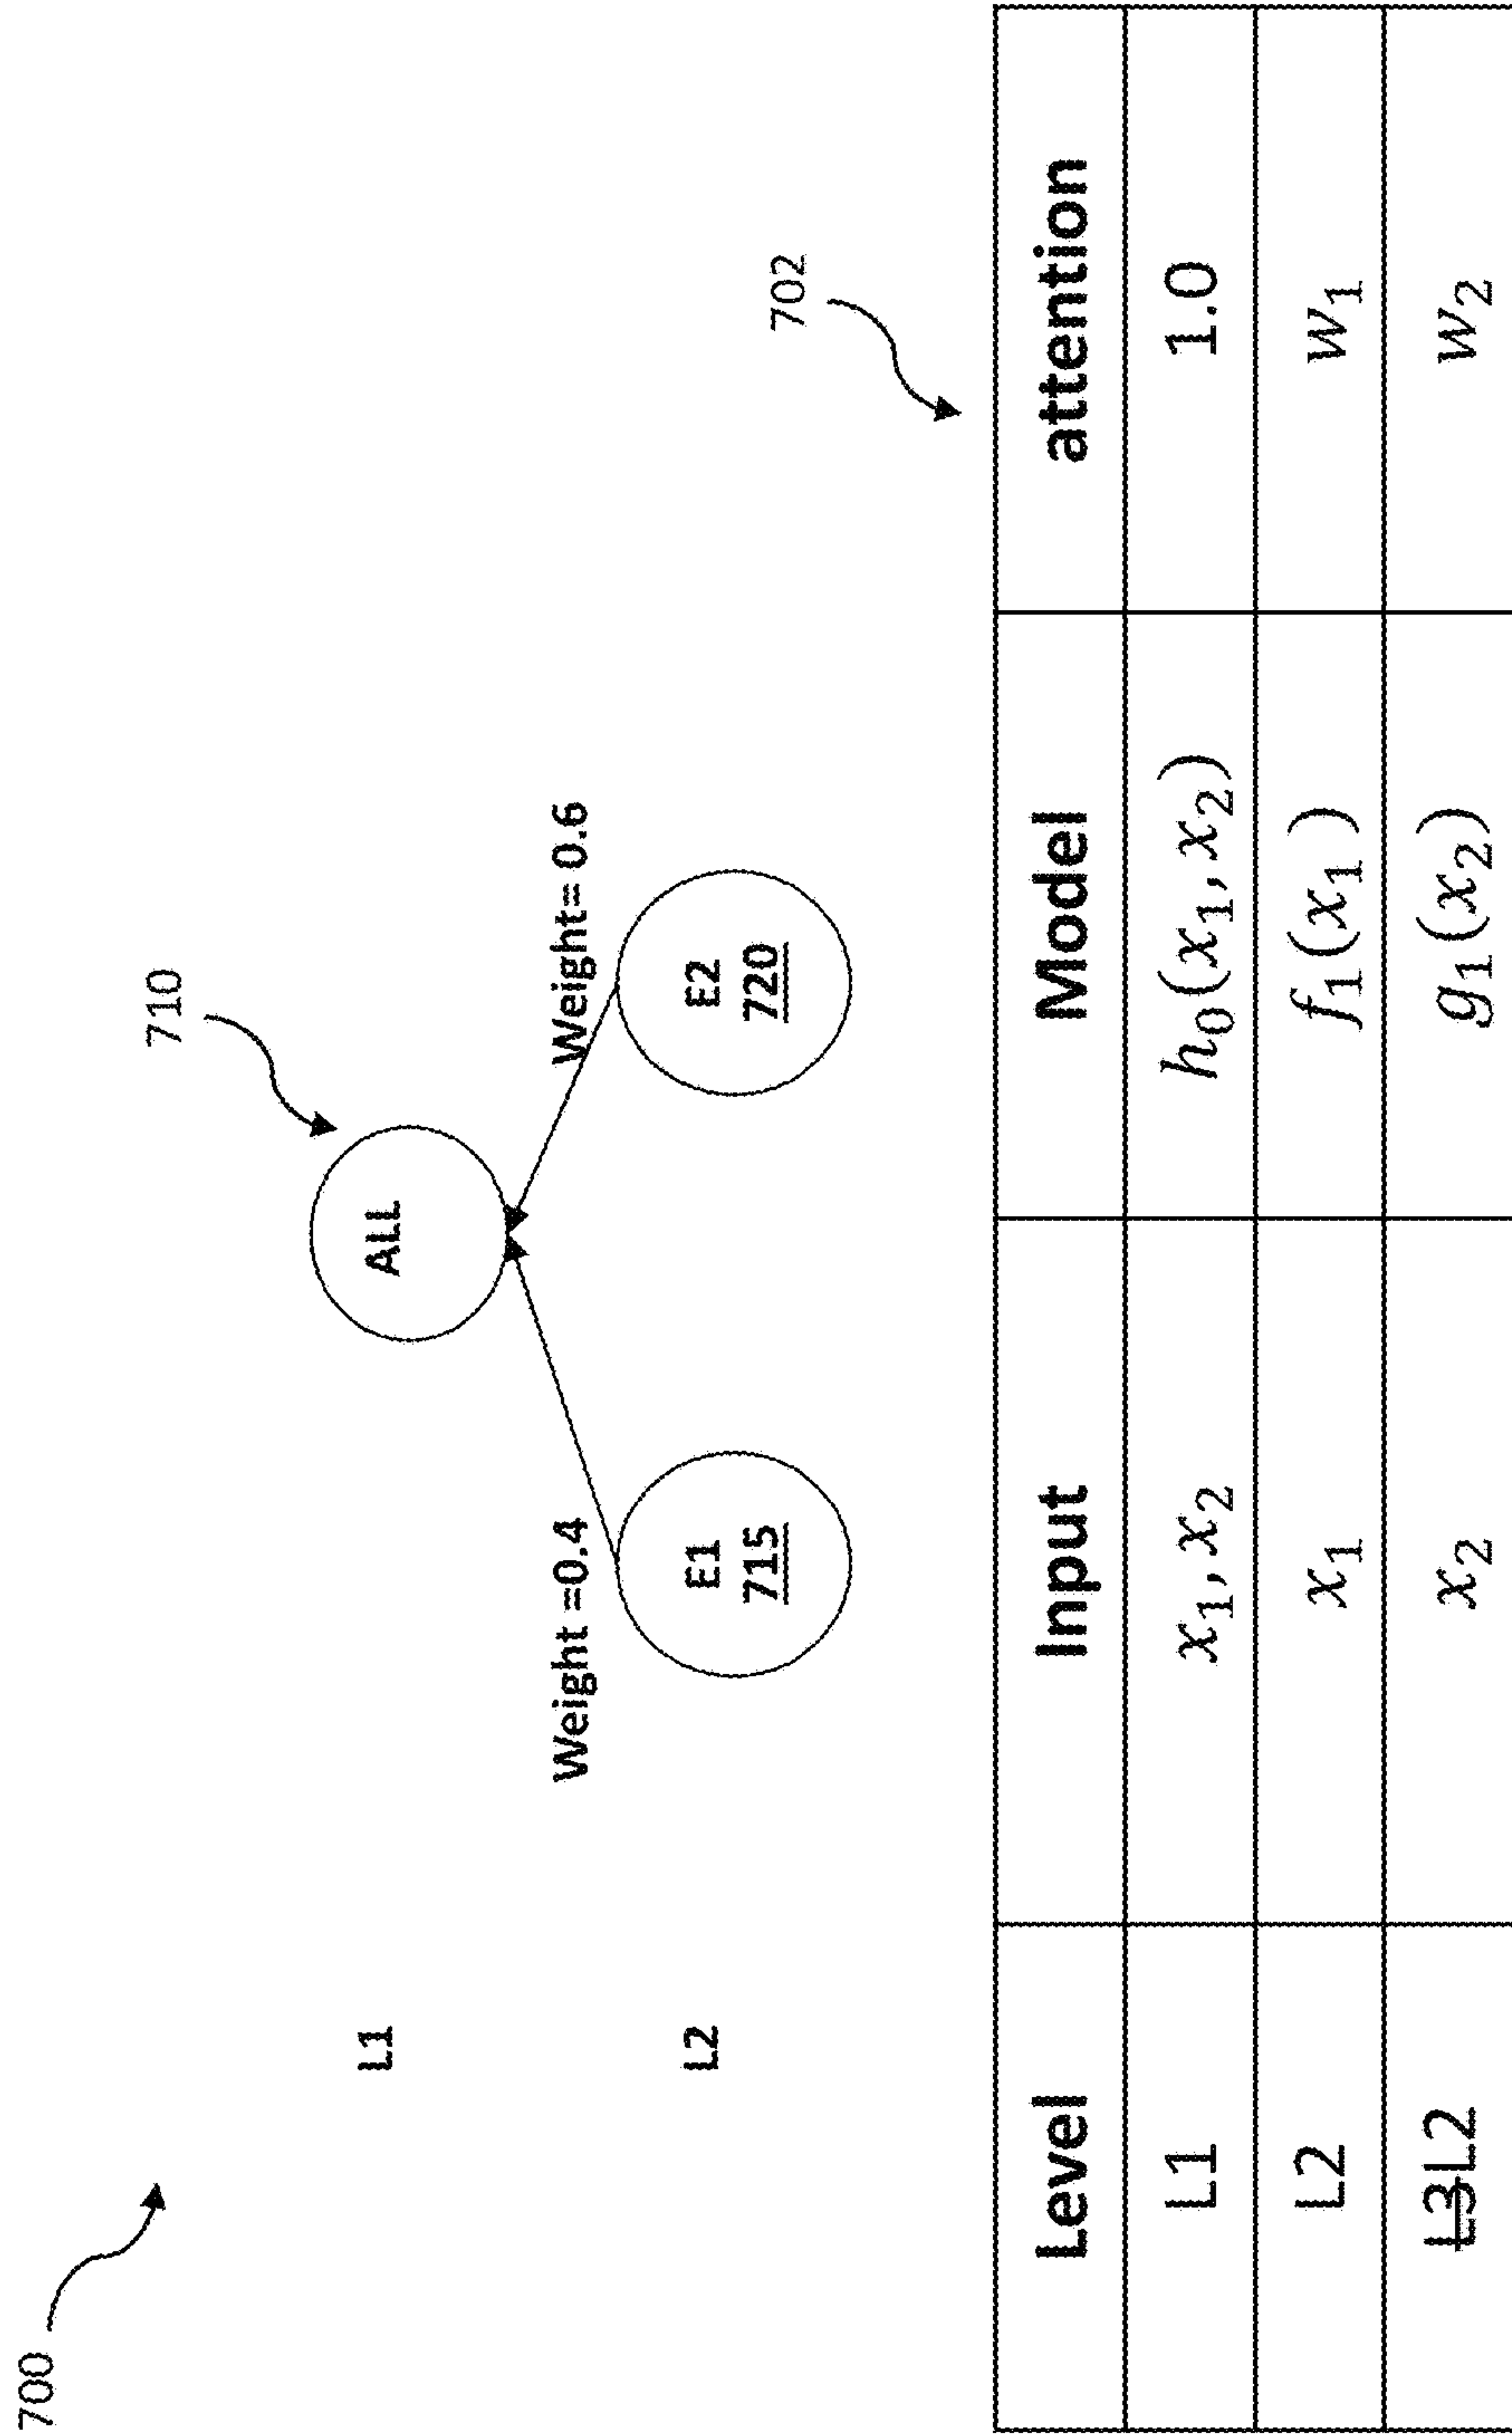 700
710
L1
ALL
Weight =0.4
Weight= 0.6
L2
E1
715
E2
720
702
Level Input Model attention
L1 x₁, x₂ h₀(x₁, x₂) 1.0
L2 x₁ f₁(x₁) w₁
L3L2 x₂ g₁(x₂) w₂